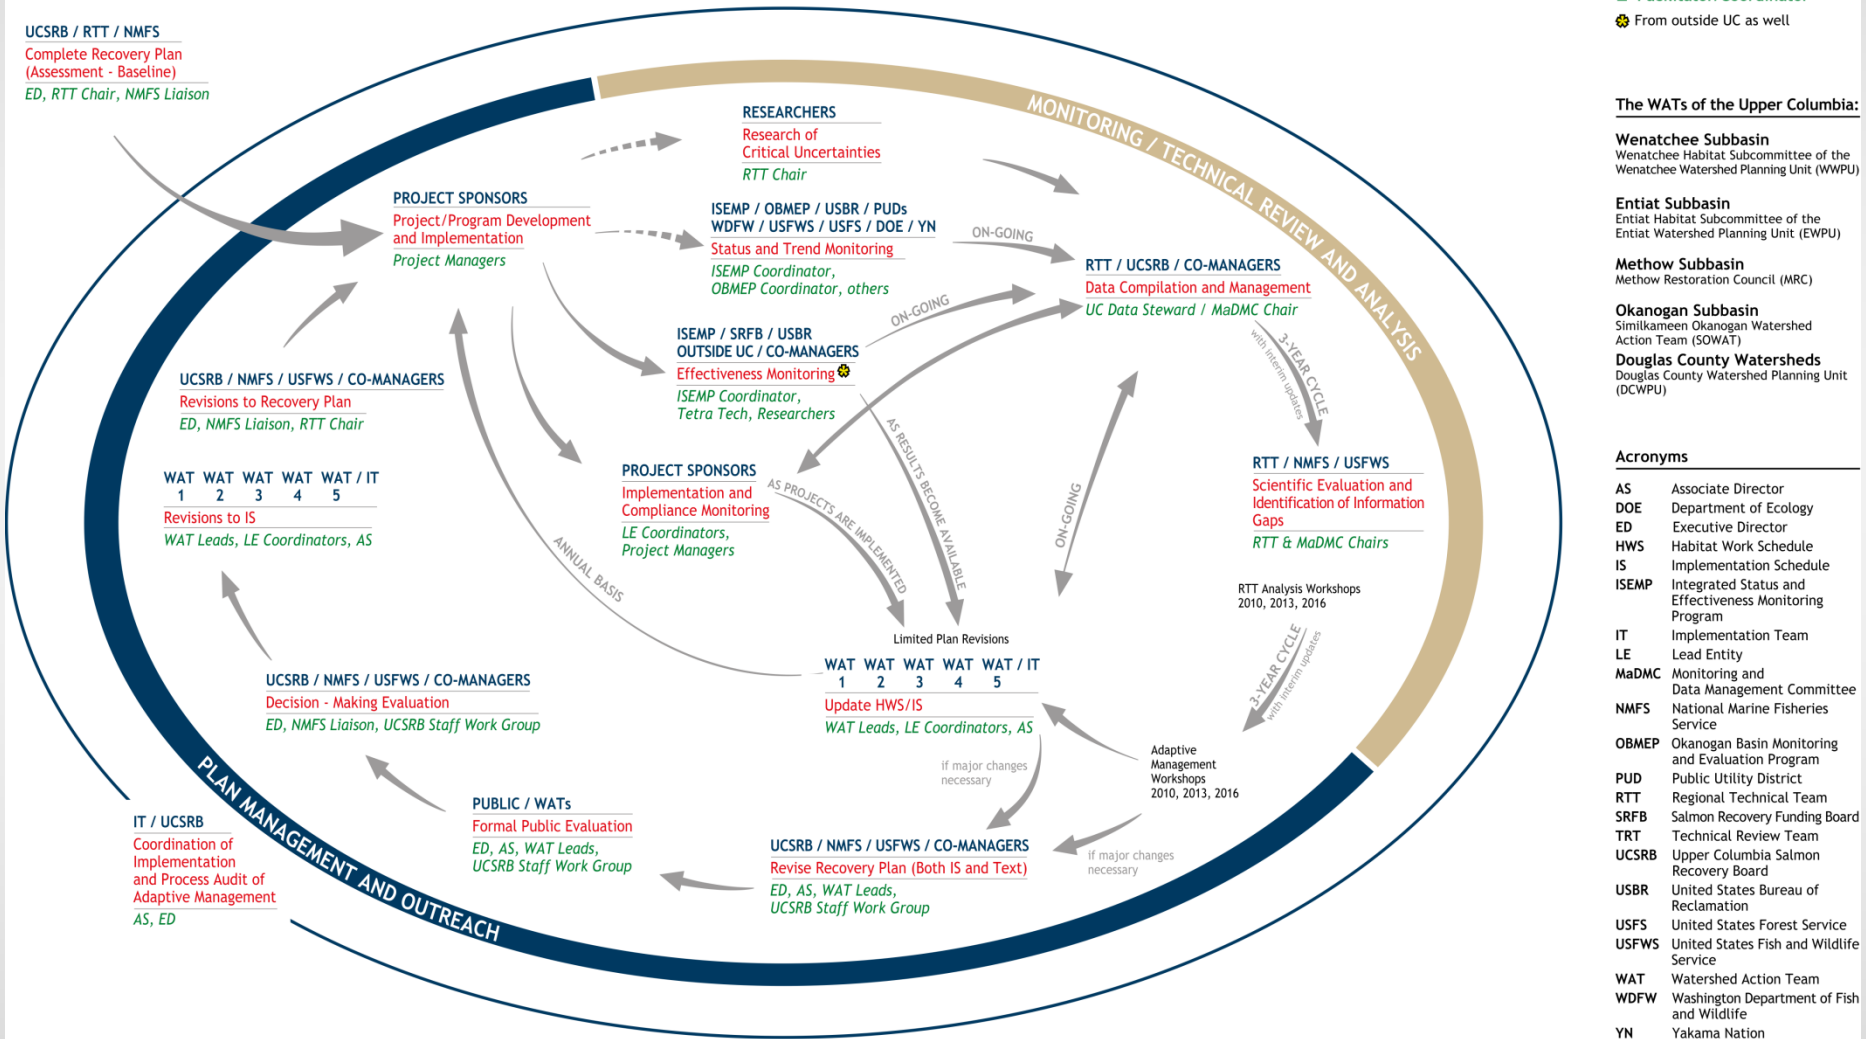 UCSRB / RTT / NMFS
Complete Recovery Plan
(Assessment - Baseline)
ED, RTT Chair, NMFS Liaison
MONITORING / TECHNICAL REVIEW AND ANALYSIS
RESEARCHERS
Research of
Critical Uncertainties
RTT Chair
PROJECT SPONSORS
Project/Program Development
and Implementation
Project Managers
ISEMP / OBMEP / USBR / PUDs
WDFW / USFWS / USFS / DOE / YN
Status and Trend Monitoring
ISEMP Coordinator,
OBMEP Coordinator, others
ON-GOING
RTT / UCSRB / CO-MANAGERS
Data Compilation and Management
UC Data Steward / MaDMC Chair
ON-GOING
ISEMP / SRFB / USBR
OUTSIDE UC / CO-MANAGERS
Effectiveness Monitoring
ISEMP Coordinator,
Tetra Tech, Researchers
3-YEAR CYCLE
with interim updates
UCSRB / NMFS / USFWS / CO-MANAGERS
Revisions to Recovery Plan
ED, NMFS Liaison, RTT Chair
WAT WAT WAT WAT WAT / IT
1 2 3 4 5
Revisions to IS
WAT Leads, LE Coordinators, AS
PROJECT SPONSORS
Implementation and
Compliance Monitoring
LE Coordinators,
Project Managers
AS PROJECTS ARE IMPLEMENTED
AS RESULTS BECOME AVAILABLE
ON-GOING
ANNUAL BASIS
RTT / NMFS / USFWS
Scientific Evaluation and
Identification of Information
Gaps
RTT & MaDMC Chairs
RTT Analysis Workshops
2010, 2013, 2016
3-YEAR CYCLE
with interim updates
Limited Plan Revisions
WAT WAT WAT WAT WAT / IT
1 2 3 4 5
Update HWS/IS
WAT Leads, LE Coordinators, AS
if major changes
necessary
Adaptive
Management
Workshops
2010, 2013, 2016
if major changes
necessary
UCSRB / NMFS / USFWS / CO-MANAGERS
Decision - Making Evaluation
ED, NMFS Liaison, UCSRB Staff Work Group
PUBLIC / WATs
Formal Public Evaluation
ED, AS, WAT Leads,
UCSRB Staff Work Group
UCSRB / NMFS / USFWS / CO-MANAGERS
Revise Recovery Plan (Both IS and Text)
ED, AS, WAT Leads,
UCSRB Staff Work Group
PLAN MANAGEMENT AND OUTREACH
IT / UCSRB
Coordination of
Implementation
and Process Audit of
Adaptive Management
AS, ED
From outside UC as well
The WATs of the Upper Columbia:
Wenatchee Subbasin
Wenatchee Habitat Subcommittee of the
Wenatchee Watershed Planning Unit (WWPU)
Entiat Subbasin
Entiat Habitat Subcommittee of the
Entiat Watershed Planning Unit (EWPU)
Methow Subbasin
Methow Restoration Council (MRC)
Okanogan Subbasin
Similkameen Okanogan Watershed
Action Team (SOWAT)
Douglas County Watersheds
Douglas County Watershed Planning Unit
(DCWPU)
Acronyms
AS Associate Director
DOE Department of Ecology
ED Executive Director
HWS Habitat Work Schedule
IS Implementation Schedule
ISEMP Integrated Status and
Effectiveness Monitoring
Program
IT Implementation Team
LE Lead Entity
MaDMC Monitoring and
Data Management Committee
NMFS National Marine Fisheries
Service
OBMEP Okanogan Basin Monitoring
and Evaluation Program
PUD Public Utility District
RTT Regional Technical Team
SRFB Salmon Recovery Funding Board
TRT Technical Review Team
UCSRB Upper Columbia Salmon
Recovery Board
USBR United States Bureau of
Reclamation
USFS United States Forest Service
USFWS United States Fish and Wildlife
Service
WAT Watershed Action Team
WDFW Washington Department of Fish
and Wildlife
YN Yakama Nation